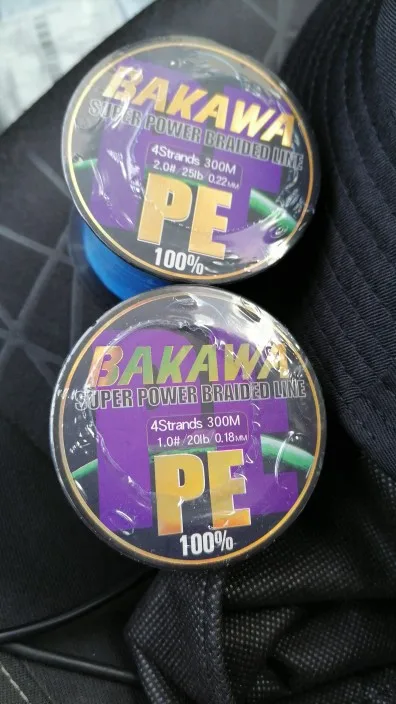 BAKAWA
SUPER POWER BRAIDED LINE
4Strands 300M
2.0# 25lb 0.22MM
PE
100%
BAKAWA
SUPER POWER BRAIDED LINE
4Strands 300M
1.0# 20lb 0.18MM
PE
100%